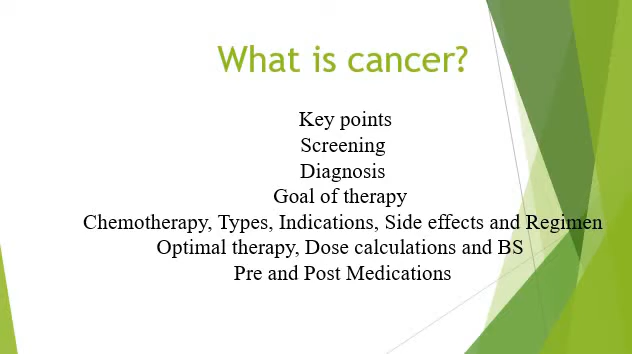 What is cancer?
Key points
Screening
Diagnosis
Goal of therapy
Chemotherapy, Types, Indications, Side effects and Regimen
Optimal therapy, Dose calculations and BS
Pre and Post Medications